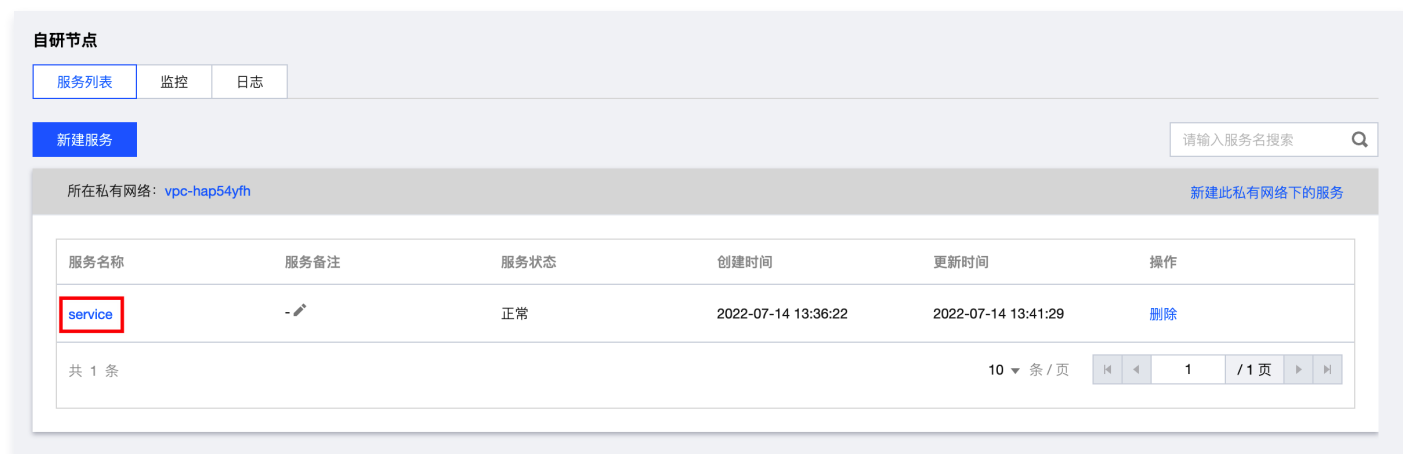 自研节点
服务列表 监控 日志
新建服务 请输入服务名搜索
所在私有网络：vpc-hap54yfh 新建此私有网络下的服务
服务名称 服务备注 服务状态 创建时间 更新时间 操作
service - 正常 2022-07-14 13:36:22 2022-07-14 13:41:29 删除
共 1 条 10 条 / 页 1 / 1 页